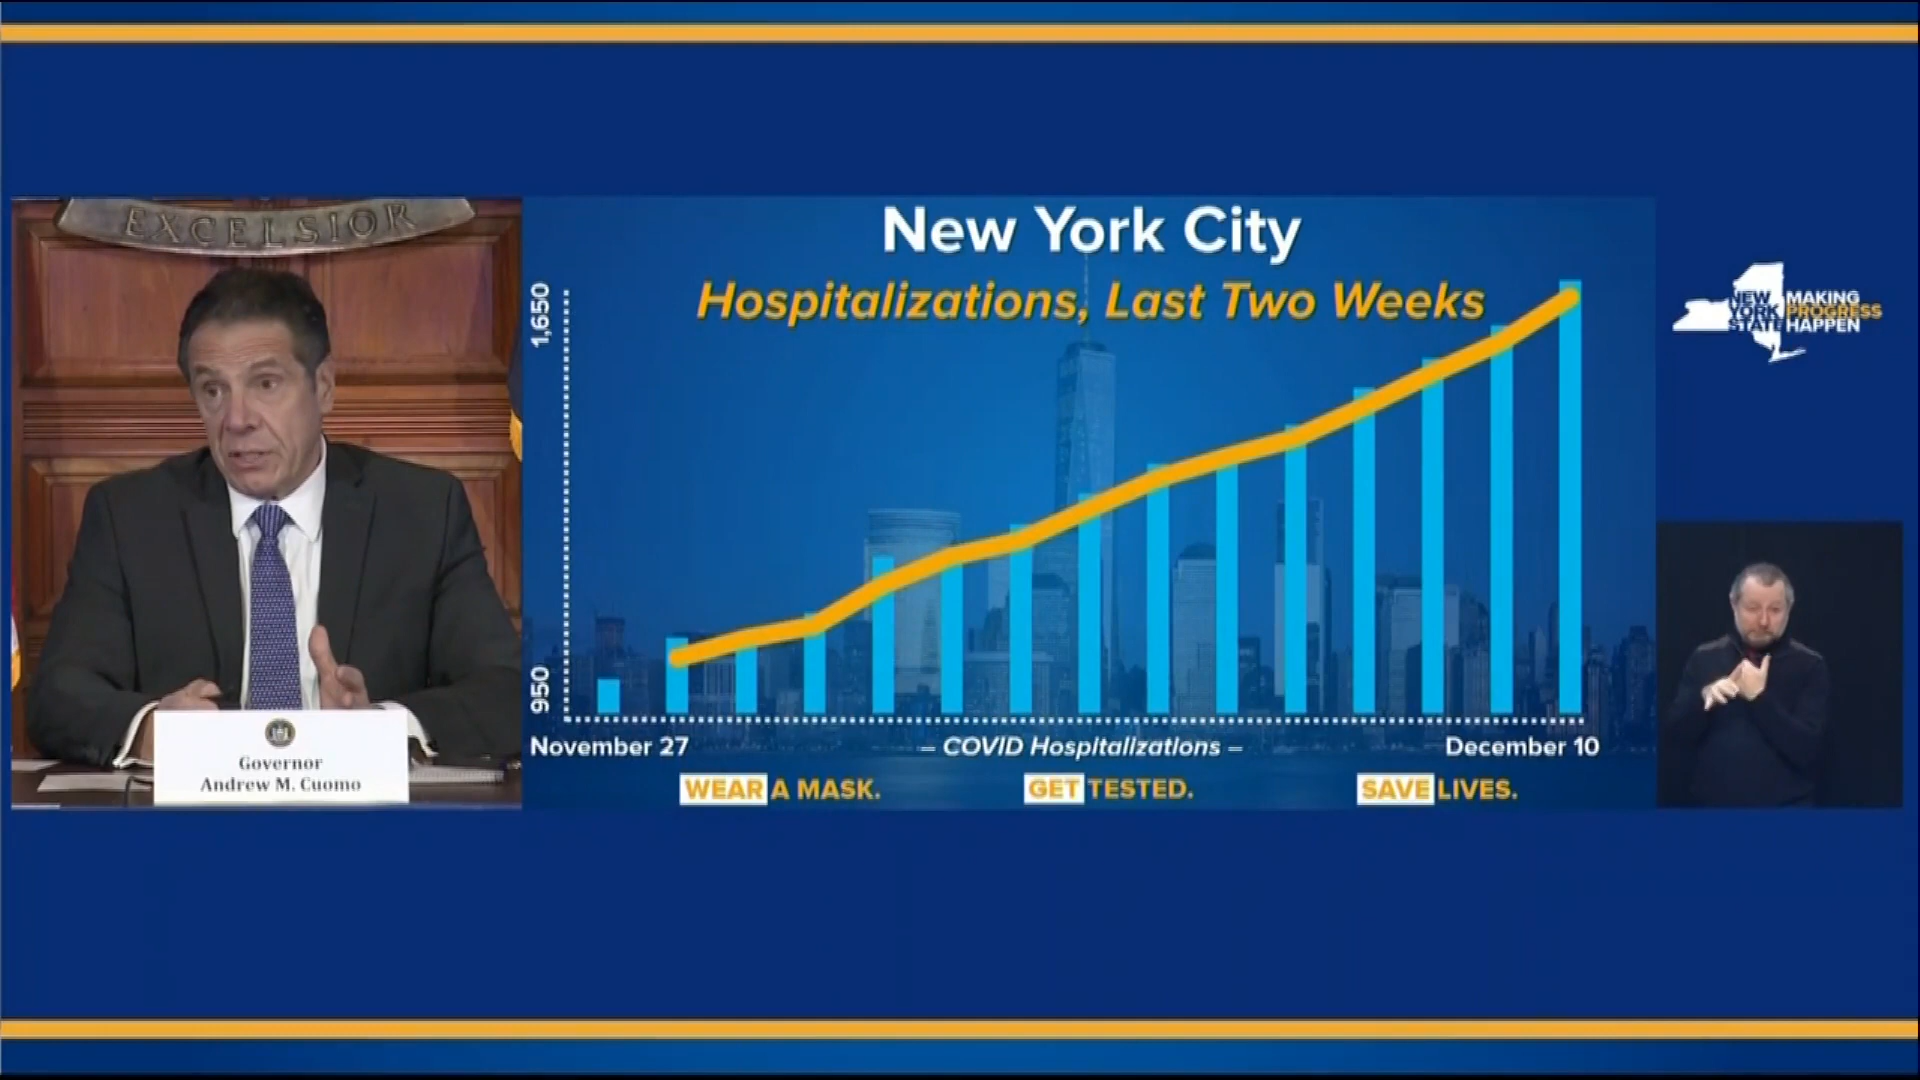 EXCELSIOR
Governor
Andrew M. Cuomo
New York City
Hospitalizations, Last Two Weeks
1,650
950
November 27
– COVID Hospitalizations –
December 10
WEAR A MASK.
GET TESTED.
SAVE LIVES.
NEW
YORK
STATE
MAKING
PROGRESS
HAPPEN